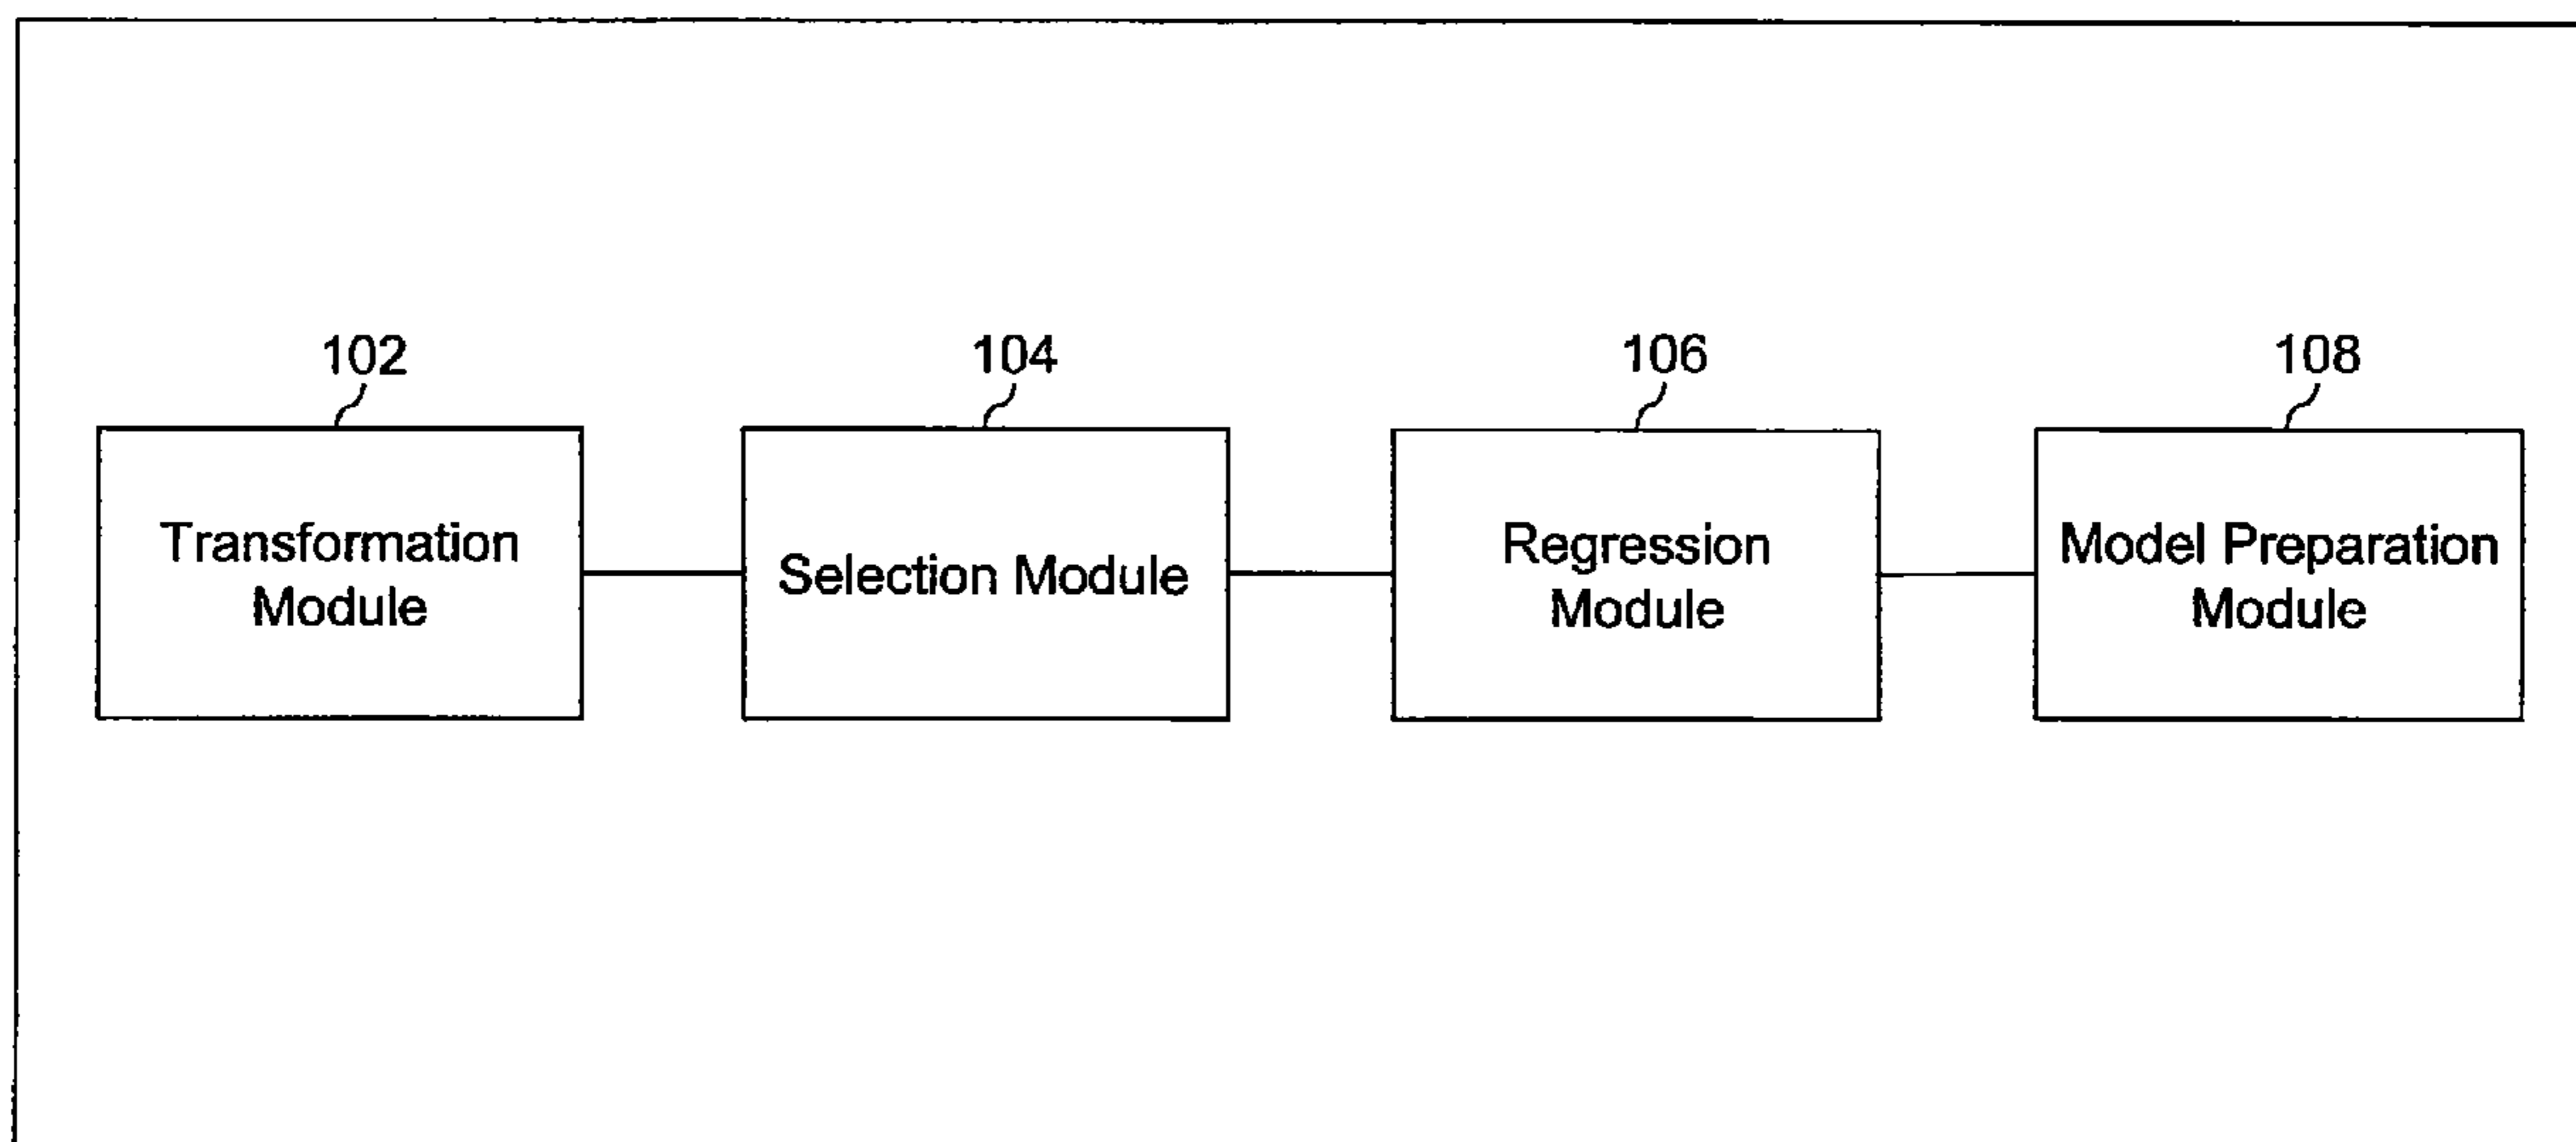 102
104
106
108
Transformation
Module
Selection Module
Regression
Module
Model Preparation
Module